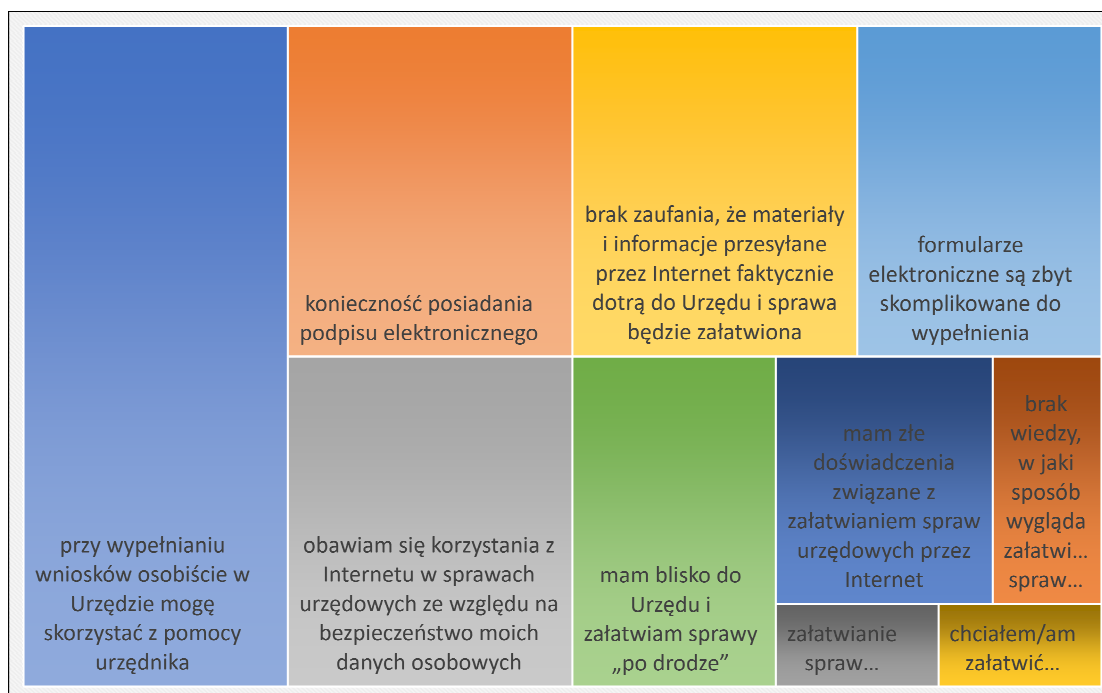 konieczność posiadania
podpisu elektronicznego
brak zaufania, że materiały
i informacje przesyłane
przez Internet faktycznie
dotrą do Urzędu i sprawa
będzie załatwiona
formularze
elektroniczne są zbyt
skomplikowane do
wypełnienia
przy wypełnianiu
wniosków osobiście w
Urzędzie mogę
skorzystać z pomocy
urzędnika
obawiam się korzystania z
Internetu w sprawach
urzędowych ze względu na
bezpieczeństwo moich
danych osobowych
mam blisko do
Urzędu i
załatwiam sprawy
„po drodze”
mam złe
doświadczenia
związane z
załatwianiem spraw
urzędowych przez
Internet
brak
wiedzy,
w jaki
sposób
wygląda
załatwi...
spraw...
załatwianie
spraw...
chciałem/am
załatwić...